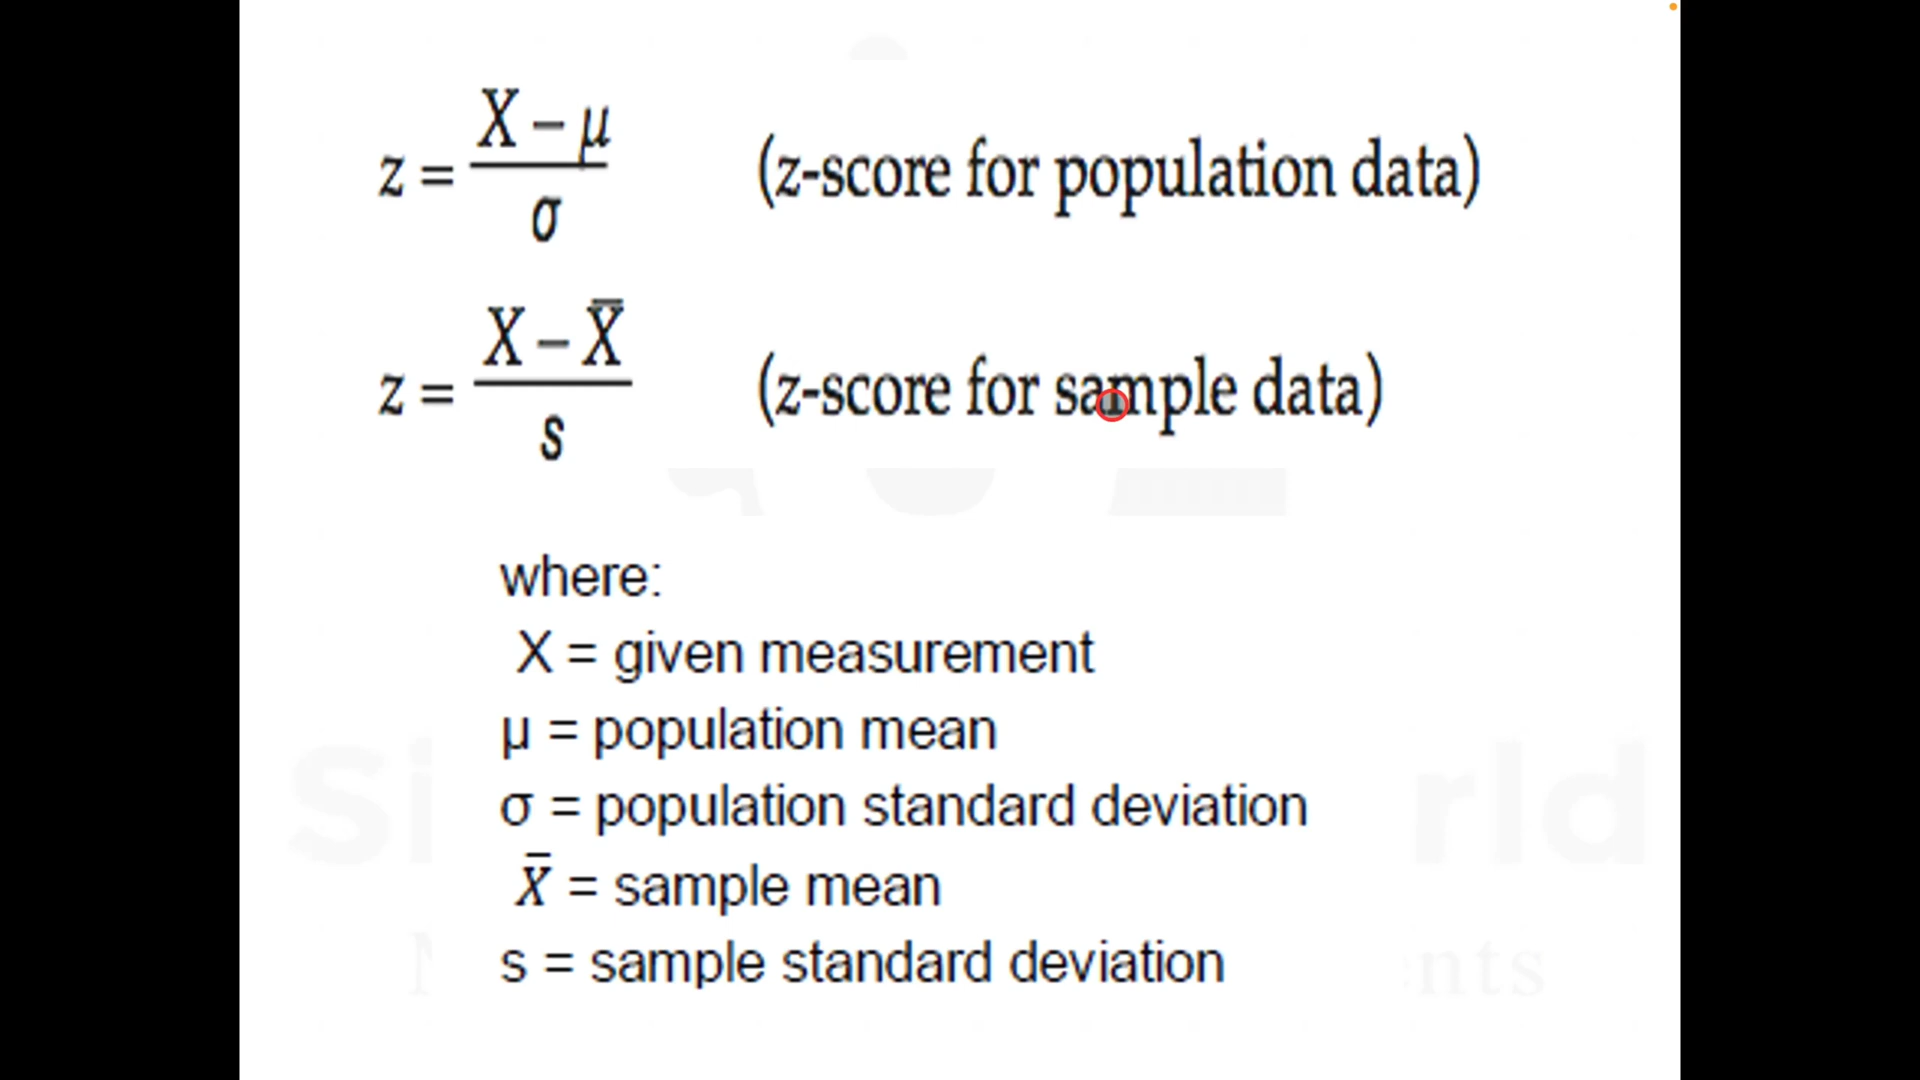 z = X – μ / σ (z-score for population data)
z = X – X̄ / s (z-score for sample data)
where:
X = given measurement
μ = population mean
σ = population standard deviation
X̄ = sample mean
s = sample standard deviation